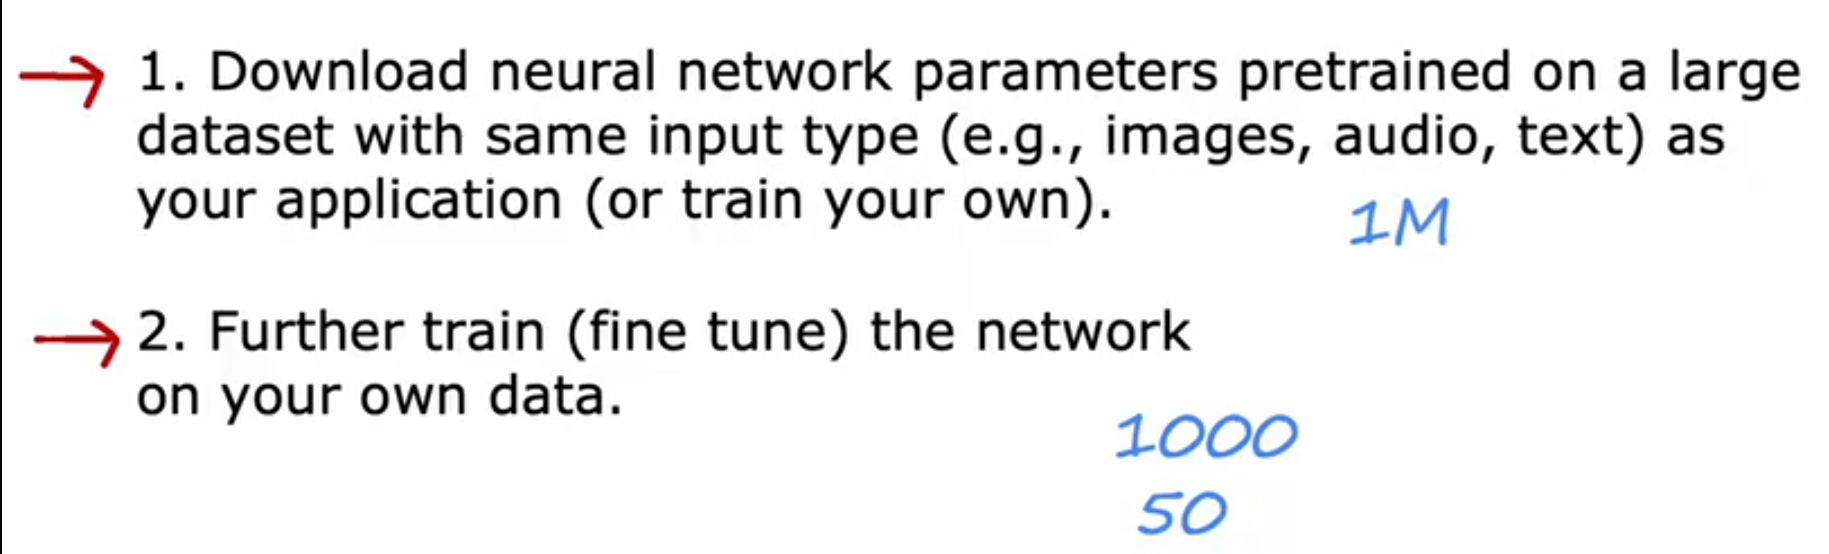 1. Download neural network parameters pretrained on a large
dataset with same input type (e.g., images, audio, text) as
your application (or train your own).
1M
2. Further train (fine tune) the network
on your own data.
1000
50